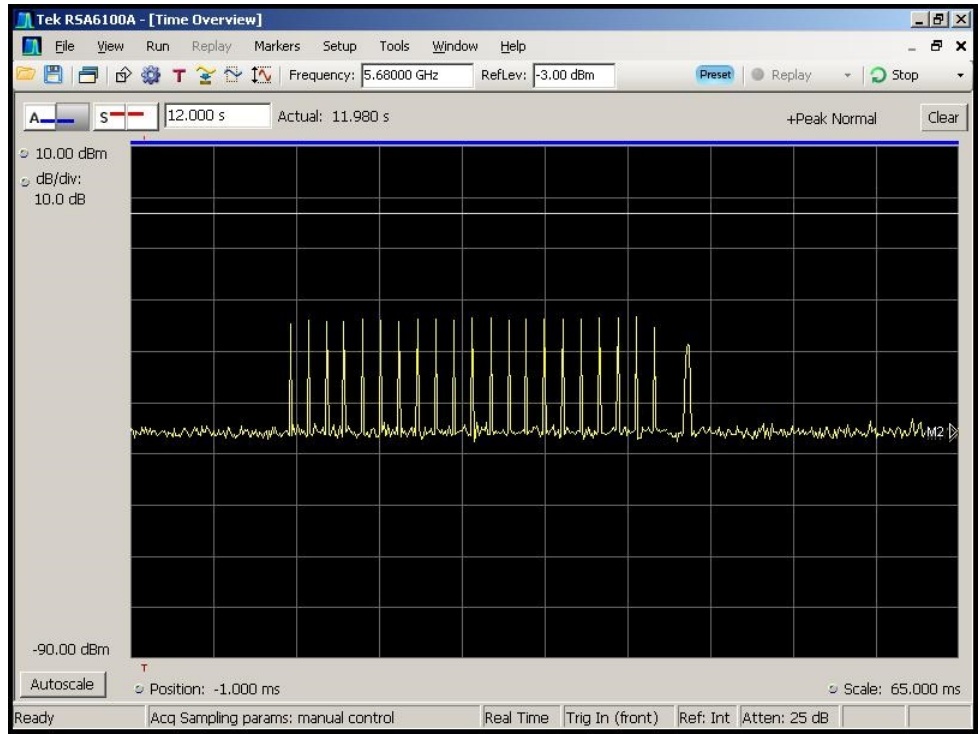 Tek RSA6100A - [Time Overview]
File View Run Replay Markers Setup Tools Window Help
T Frequency: 5.68000 GHz RefLev: -3.00 dBm Preset Replay Stop
A S 12.000 s Actual: 11.980 s +Peak Normal Clear
10.00 dBm
dB/div:
10.0 dB
M2
-90.00 dBm
T
Autoscale Position: -1.000 ms Scale: 65.000 ms
Ready Acq Sampling params: manual control Real Time Trig In (front) Ref: Int Atten: 25 dB